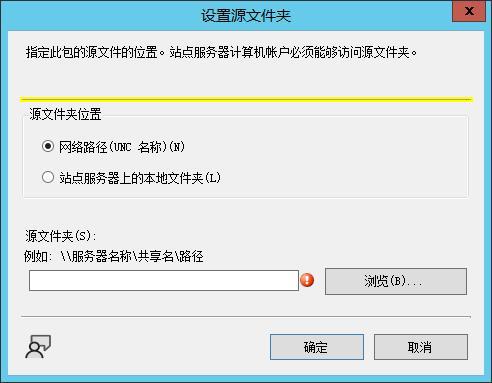 设置源文件夹
指定此包的源文件的位置。站点服务器计算机帐户必须能够访问源文件夹。
源文件夹位置
网络路径(UNC 名称)(N)
站点服务器上的本地文件夹(L)
源文件夹(S):
例如: \\服务器名称\共享名\路径
浏览(B)...
确定
取消